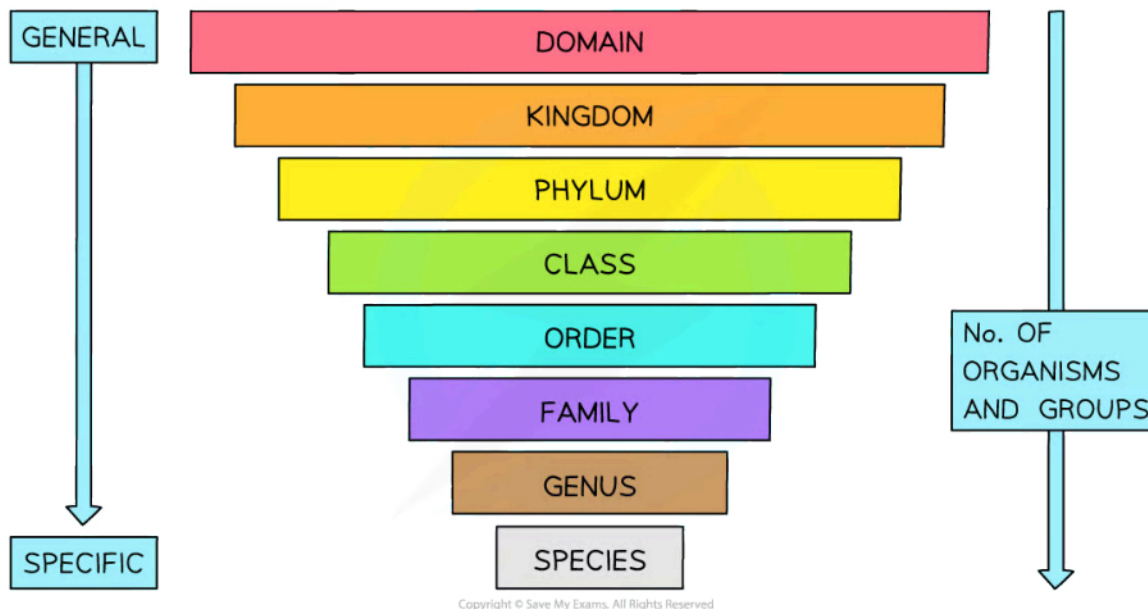 GENERAL
DOMAIN
KINGDOM
PHYLUM
CLASS
ORDER
No. OF
ORGANISMS
AND GROUPS
FAMILY
GENUS
SPECIES
SPECIFIC
Copyright © Save My Exams. All Rights Reserved